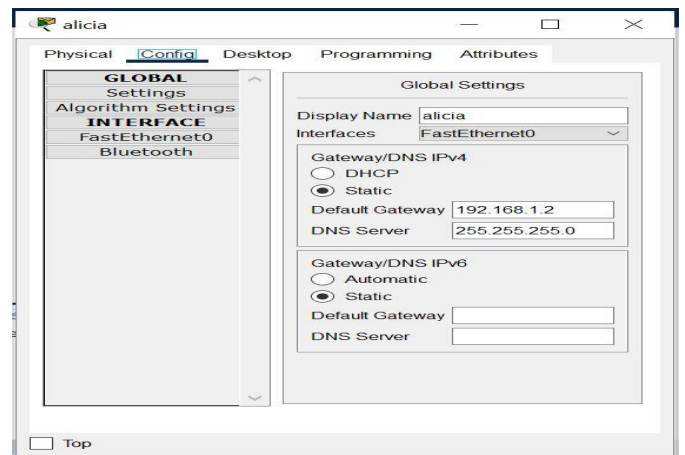 alicia
Physical Config Desktop Programming Attributes
GLOBAL
Settings
Algorithm Settings
INTERFACE
FastEthernet0
Bluetooth
Global Settings
Display Name alicia
Interfaces FastEthernet0
Gateway/DNS IPv4
DHCP
Static
Default Gateway 192.168.1.2
DNS Server 255.255.255.0
Gateway/DNS IPv6
Automatic
Static
Default Gateway
DNS Server
Top